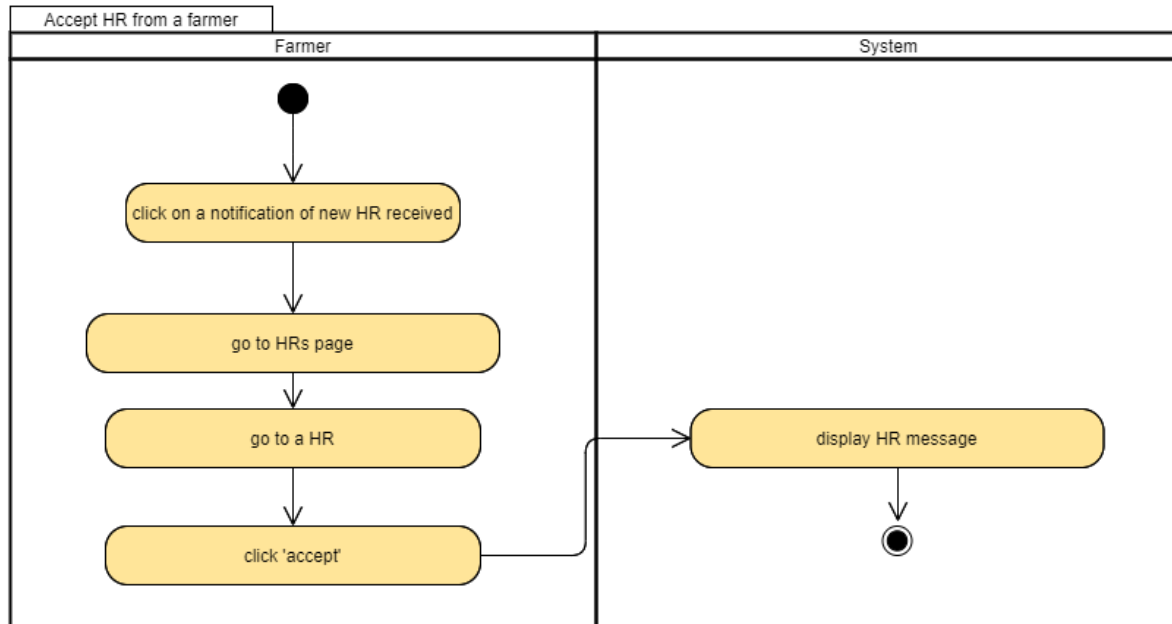 Accept HR from a farmer
Farmer
System
click on a notification of new HR received
go to HRs page
go to a HR
display HR message
click 'accept'